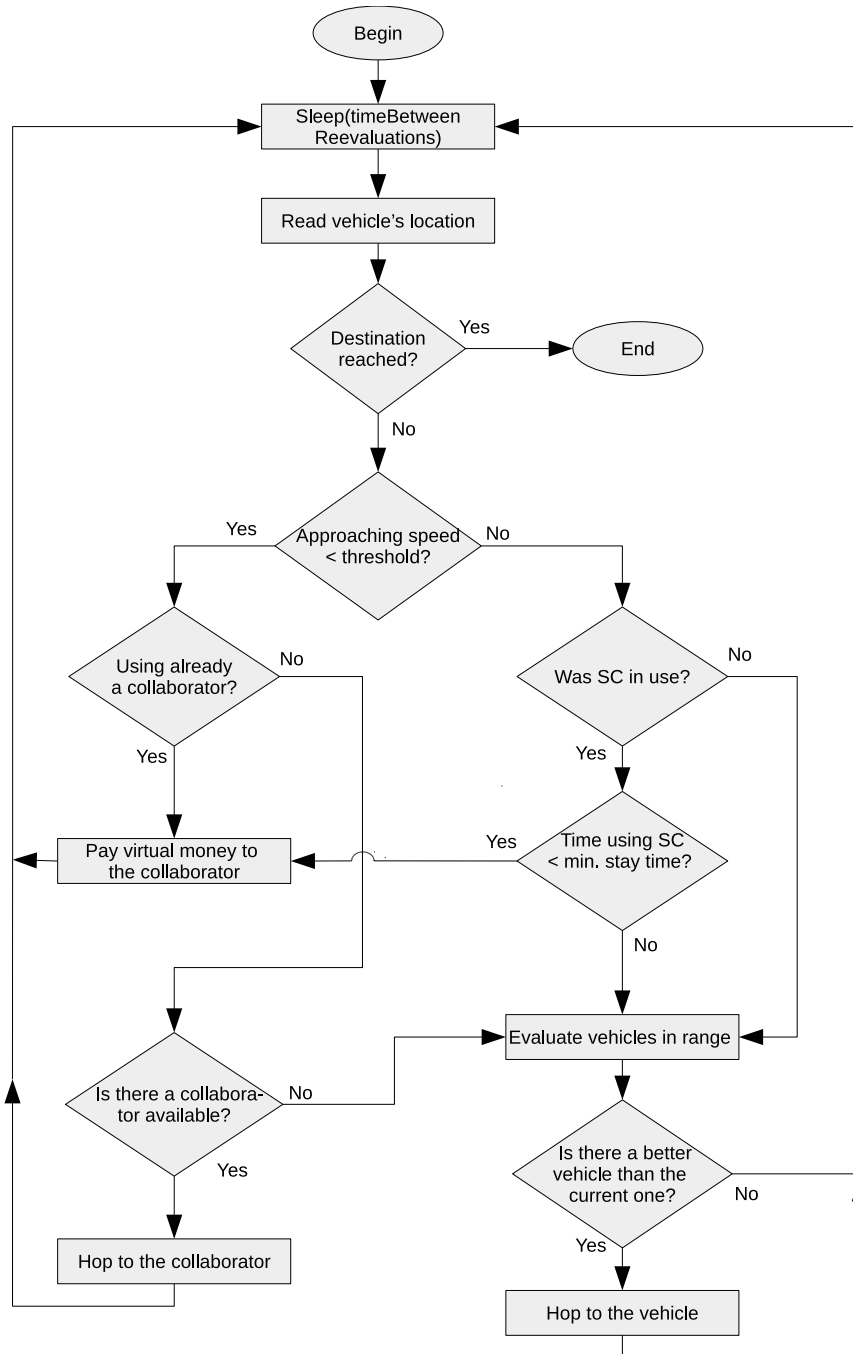 Begin
Sleep(timeBetween
Reevaluations)
Read vehicle's location
Destination
reached?
Yes
End
No
Approaching speed
< threshold?
Yes
No
Using already
a collaborator?
No
Yes
Was SC in use?
No
Yes
Pay virtual money to
the collaborator
Yes
Time using SC
< min. stay time?
No
Evaluate vehicles in range
Is there a collabora-
tor available?
No
Yes
Is there a better
vehicle than the
current one?
No
Yes
Hop to the collaborator
Hop to the vehicle